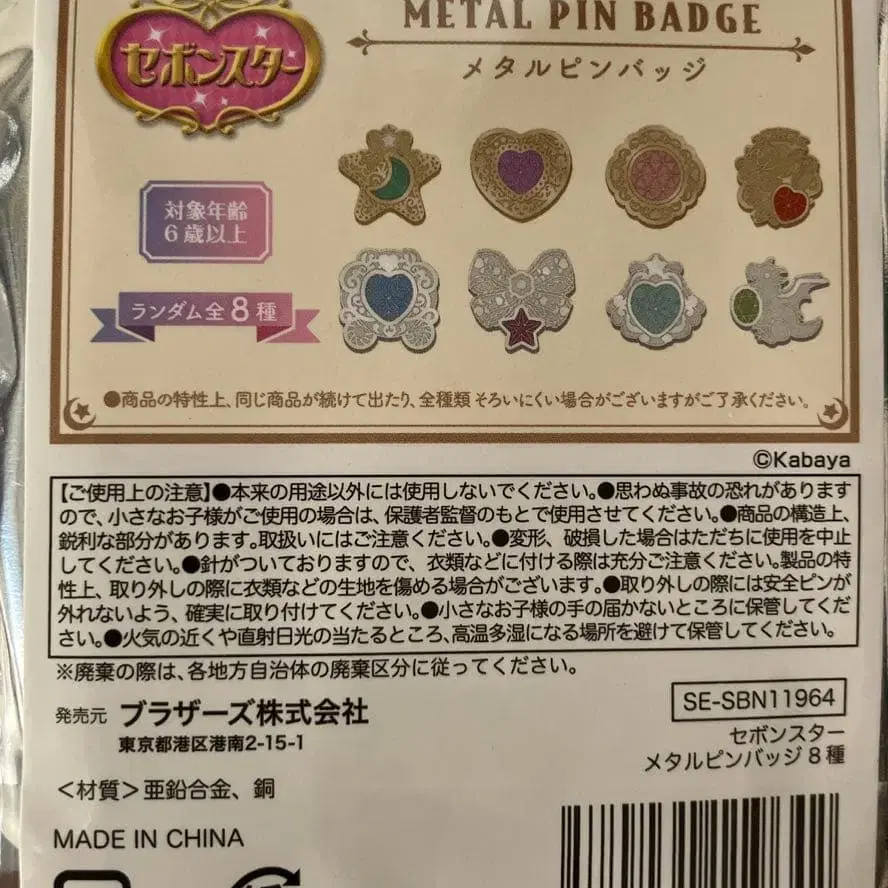 METAL PIN BADGE
セボンスター
メタルピンバッジ
対象年齢
6歳以上
ランダム全8種
●商品の特性上、同じ商品が続けて出たり、全種類 そろいにくい場合がございますがご了承ください。
©Kabaya
【ご使用上の注意】●本来の用途以外には使用しないでください。●思わぬ事故の恐れがあります
ので、小さなお子様がご使用の場合は、保護者監督のもとで使用させてください。●商品の構造上、
鋭利な部分があります。取扱いにはご注意ください。●変形、破損した場合はただちに使用を中止
してください。●針がついておりますので、衣類などに付ける際は充分ご注意ください。製品の特
性上、取り外しの際に衣類などの生地を傷める場合がございます。●取り外しの際には安全ピンが
外れないよう、確実に取り付けてください。●小さなお子様の手の届かないところに保管してくだ
さい。●火気の近くや直射日光の当たるところ、高温多湿になる場所を避けて保管してください。
※廃棄の際は、各地方自治体の廃棄区分に従ってください。
発売元 ブラザーズ株式会社
東京都港区港南2-15-1
SE-SBN11964
セボンスター
メタルピンバッジ8種
＜材質＞亜鉛合金、銅
MADE IN CHINA